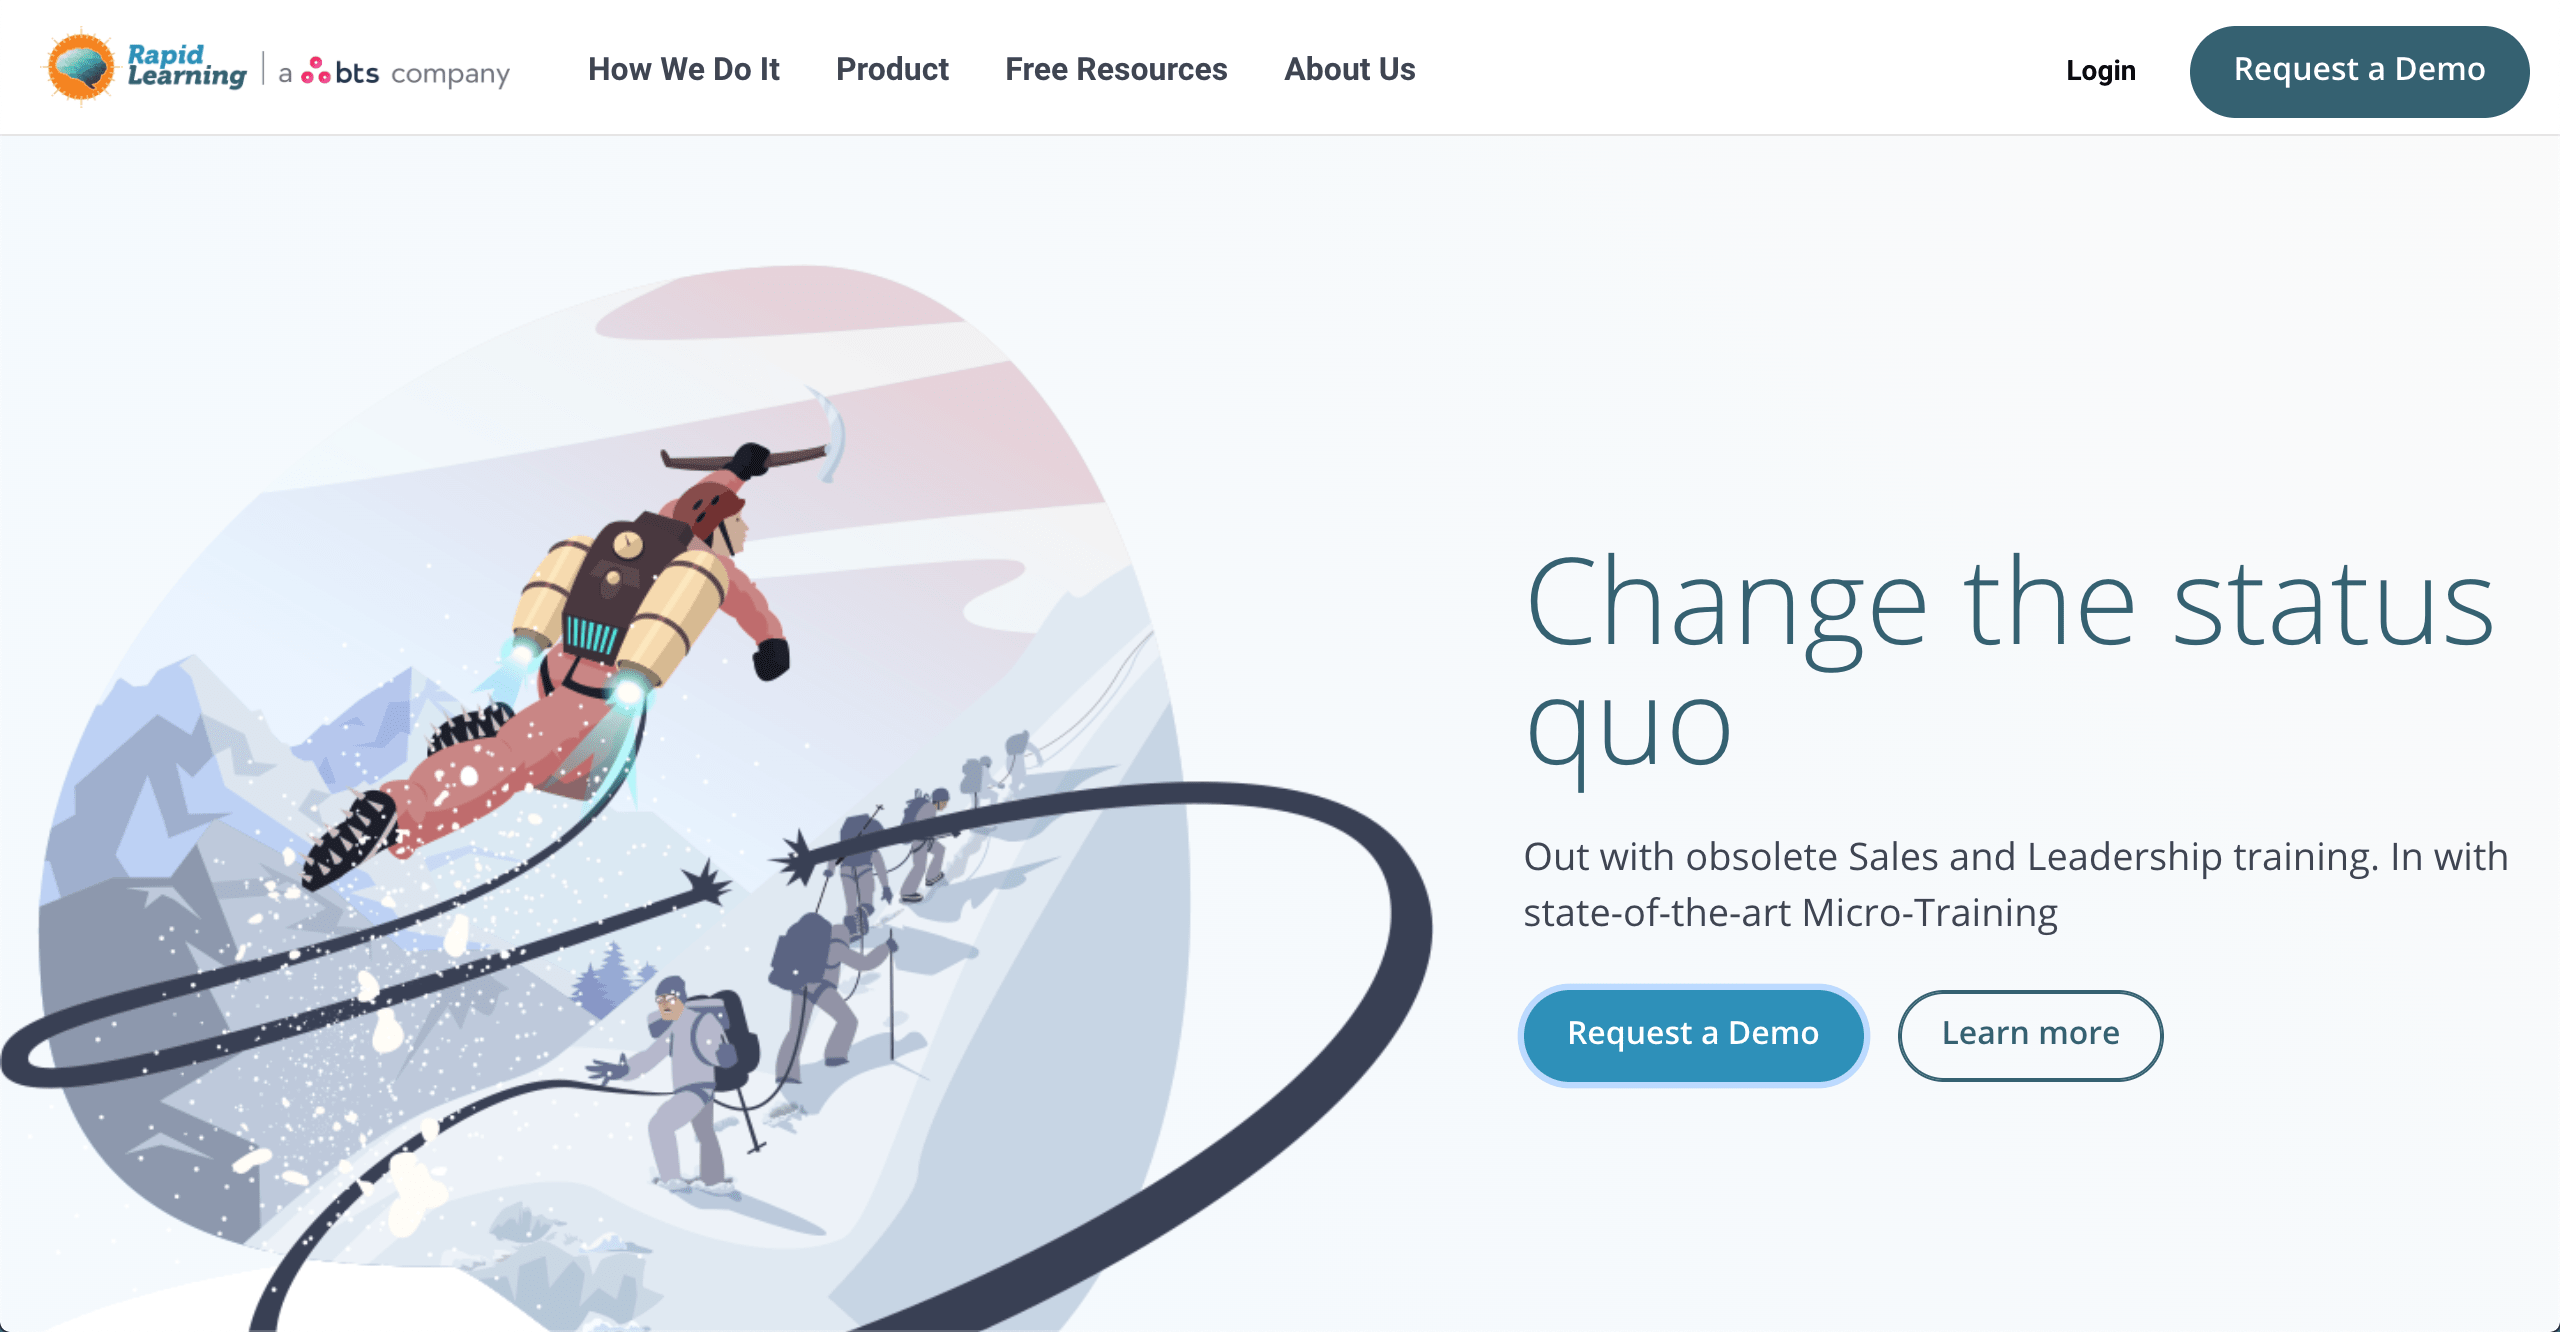 Rapid
Learning
a bts company
How We Do It
Product
Free Resources
About Us
Login
Request a Demo
Change the status
quo
Out with obsolete Sales and Leadership training. In with
state-of-the-art Micro-Training
Request a Demo
Learn more